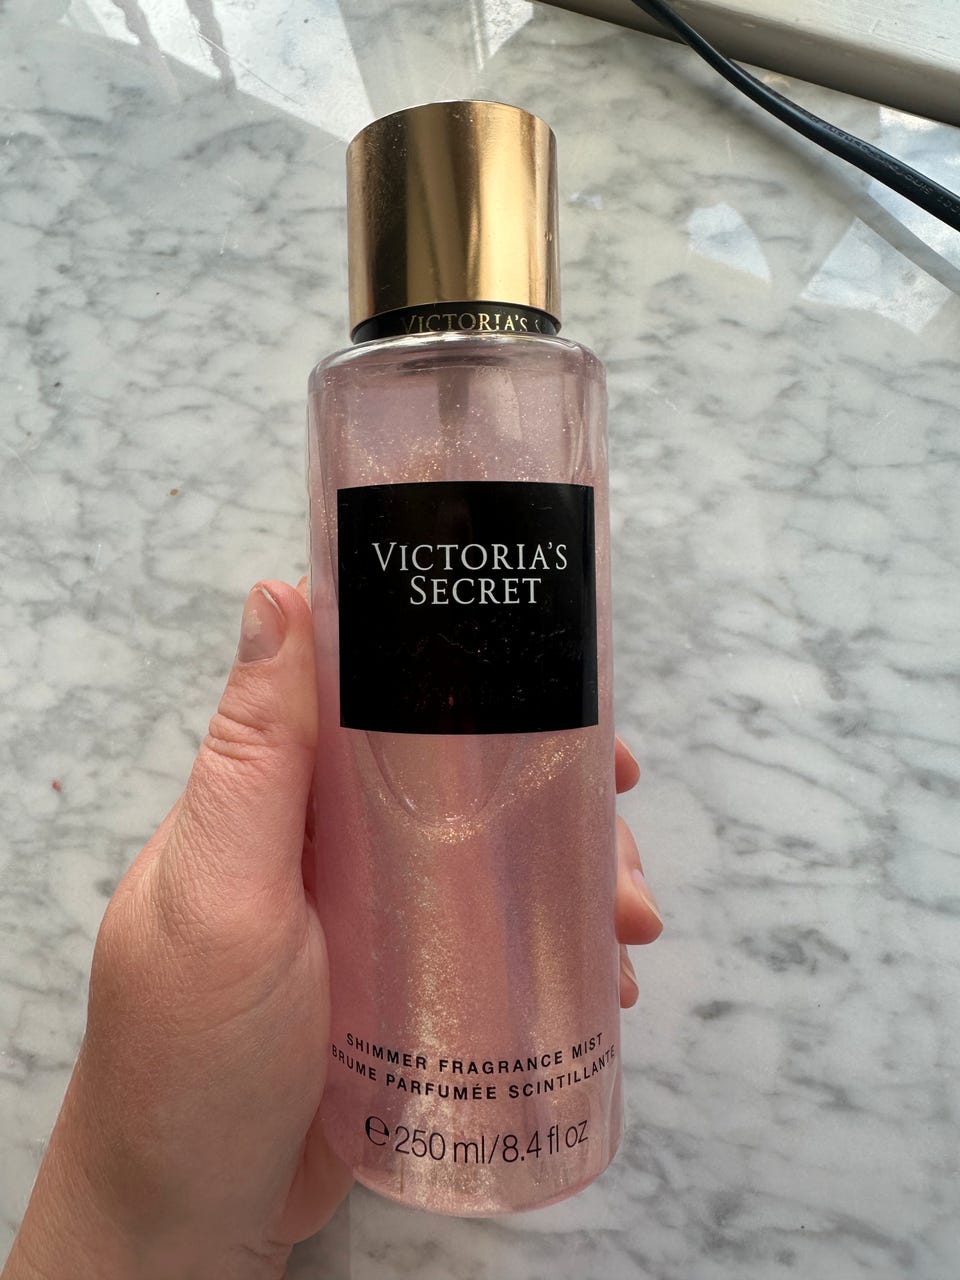 VICTORIA'S S
VICTORIA'S
SECRET
SHIMMER FRAGRANCE MIST
BRUME PARFUMÉE SCINTILLANTE
℮ 250 ml/8.4 fl oz